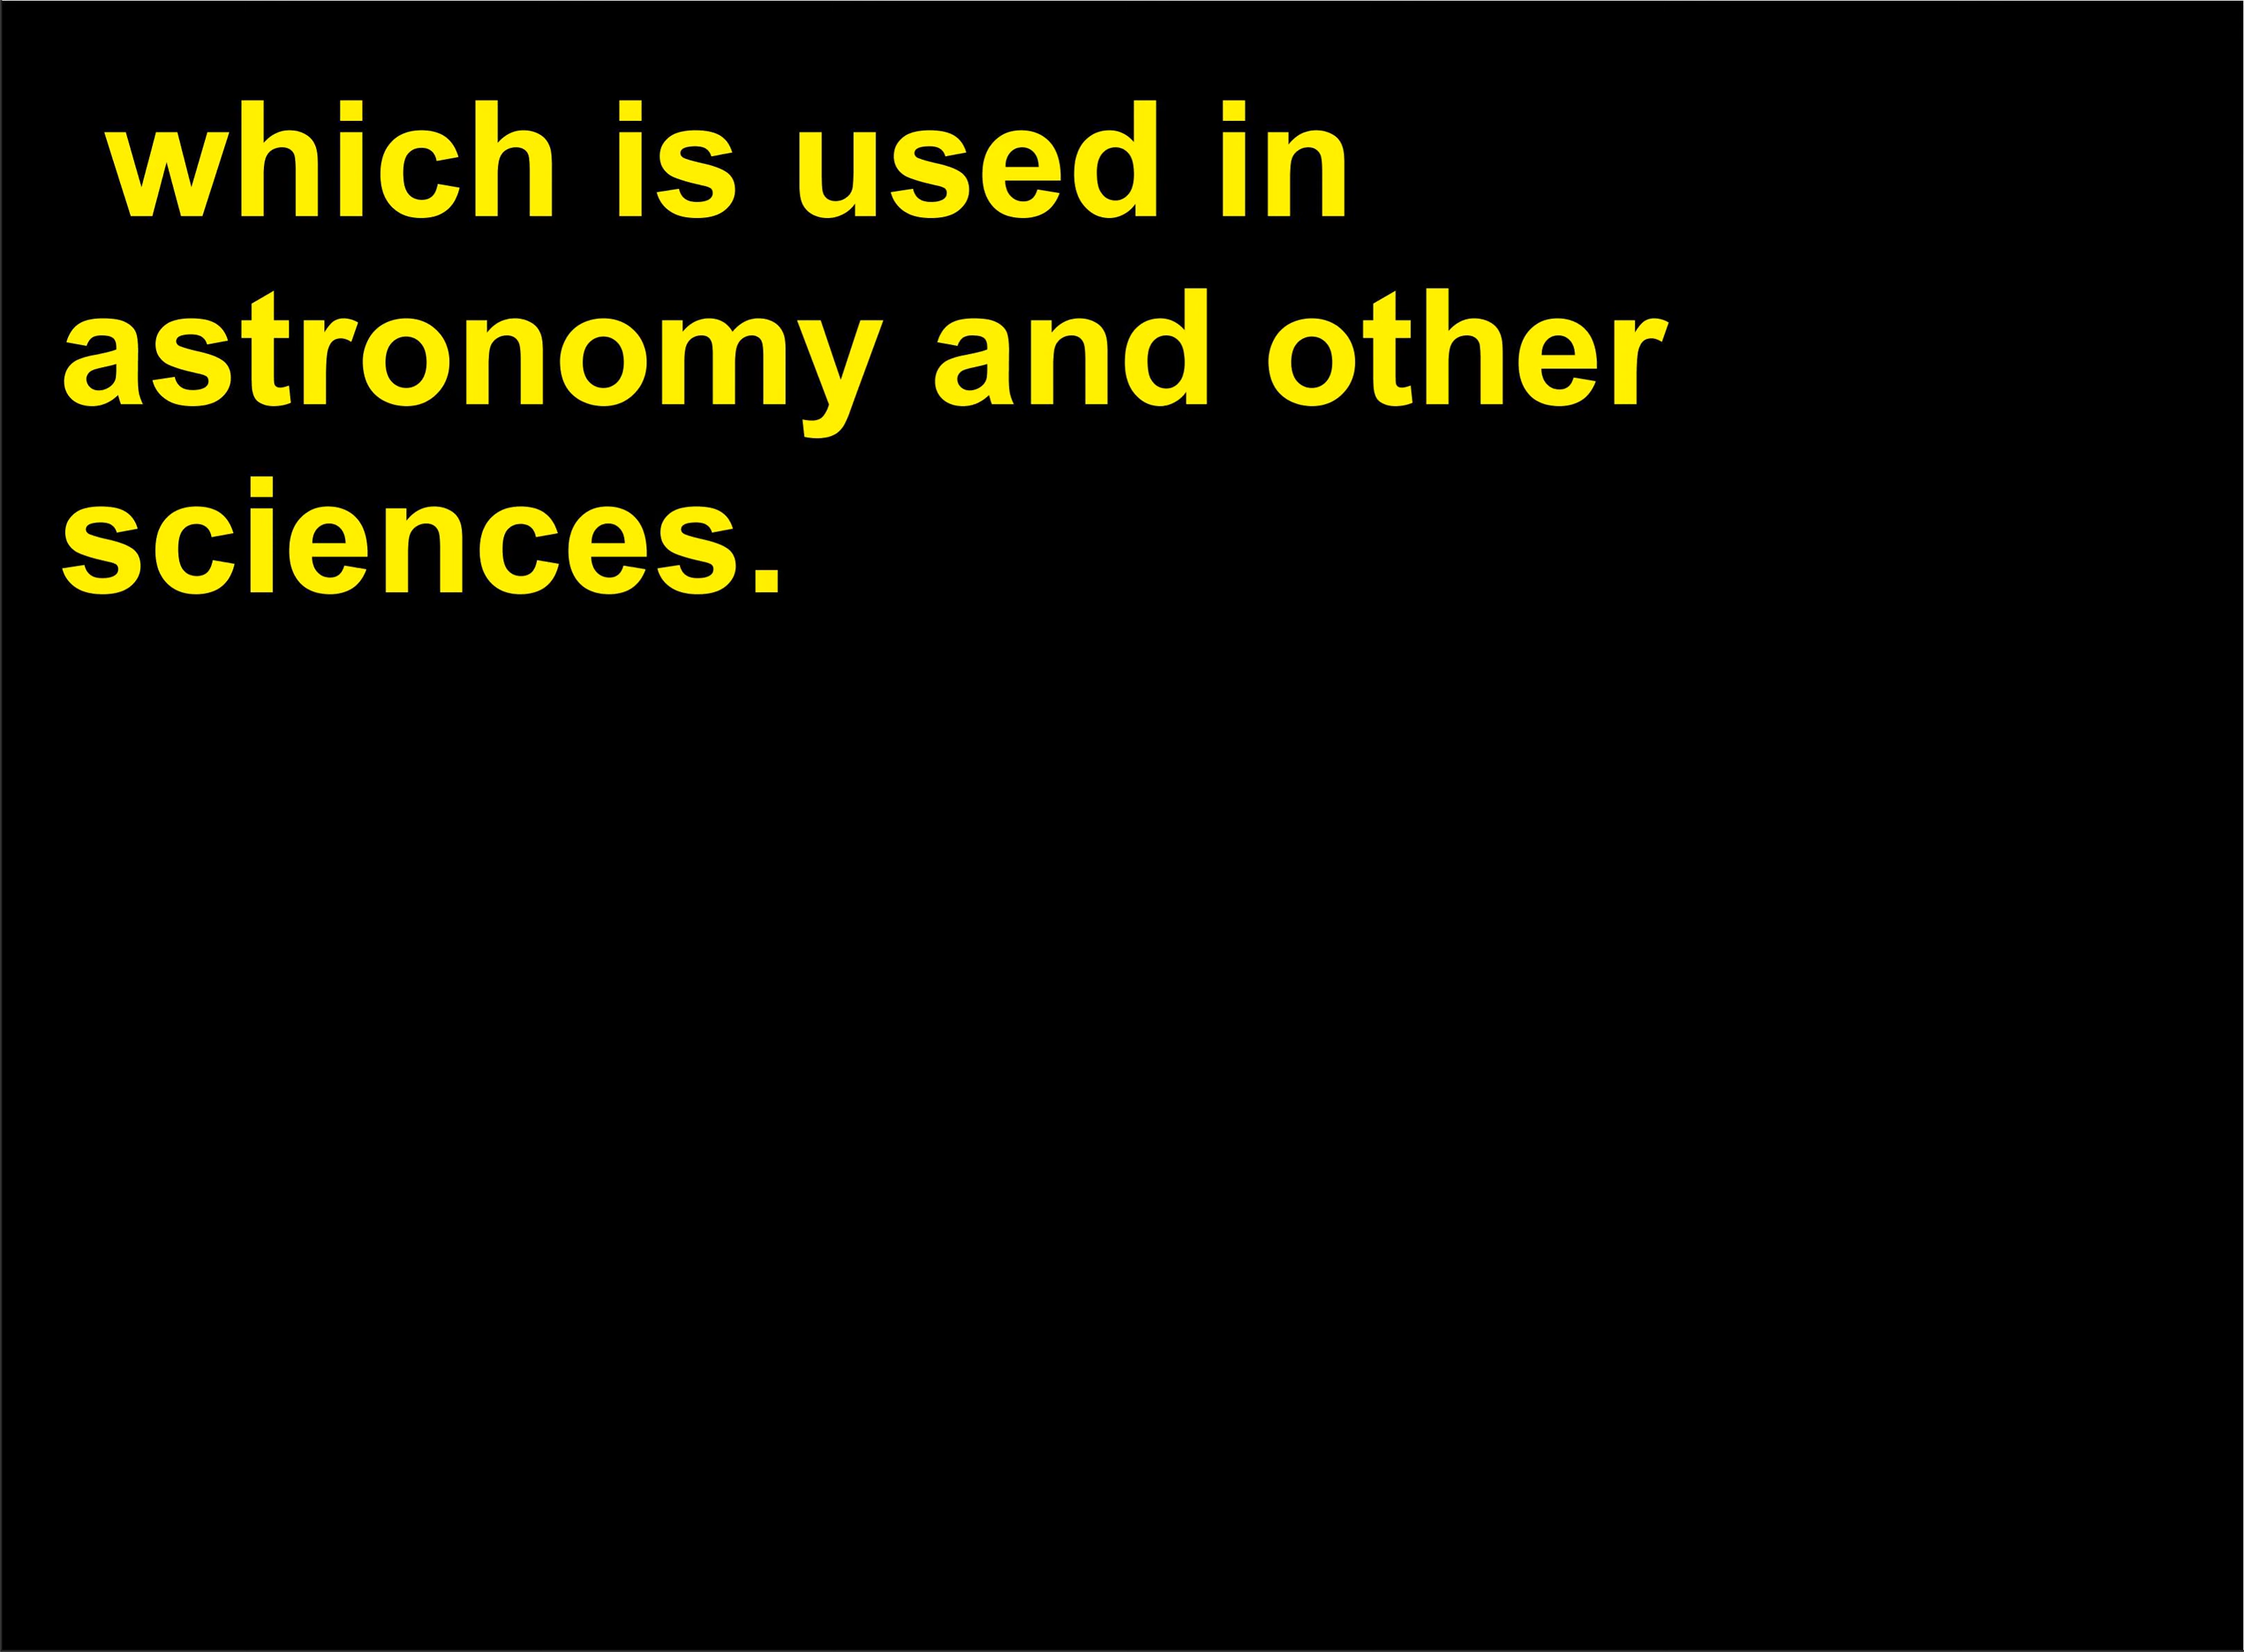 which is used in
astronomy and other
sciences.